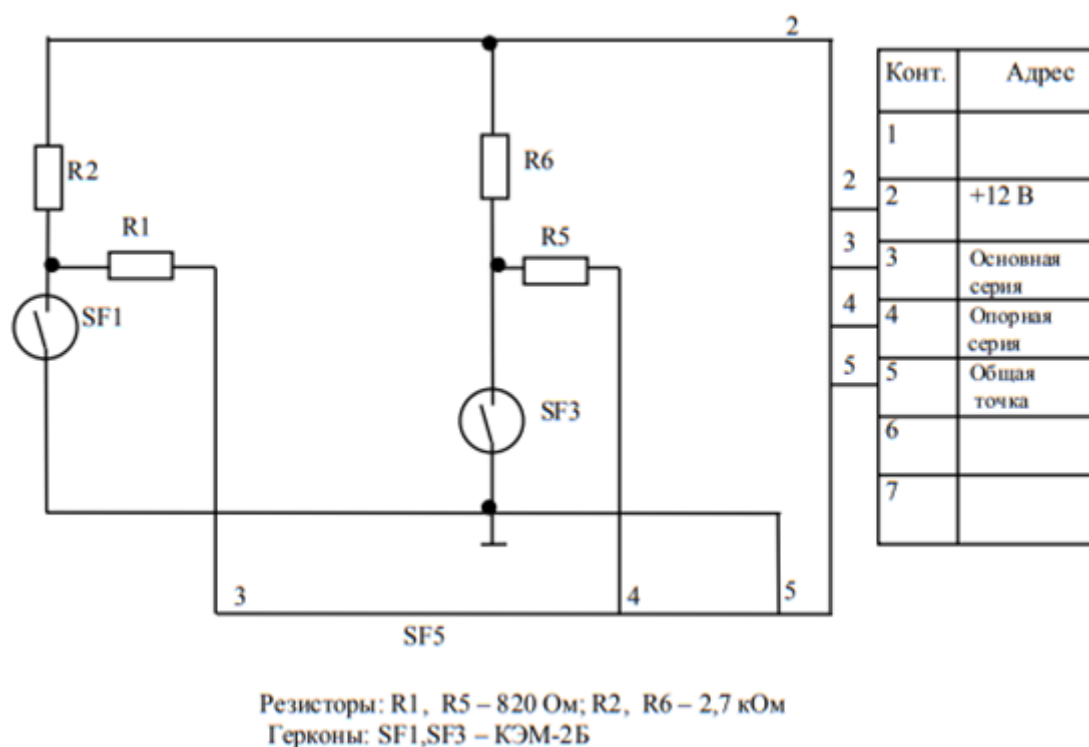 2
Конт. Адрес
1
R2
R6
2
2 +12 В
R1
R5
3
3 Основная
серия
SF1
4
4 Опорная
серия
5
5 Общая
точка
SF3
6
7
3
4
5
SF5
Резисторы: R1, R5 – 820 Ом; R2, R6 – 2,7 кОм
Герконы: SF1,SF3 – КЭМ-2Б